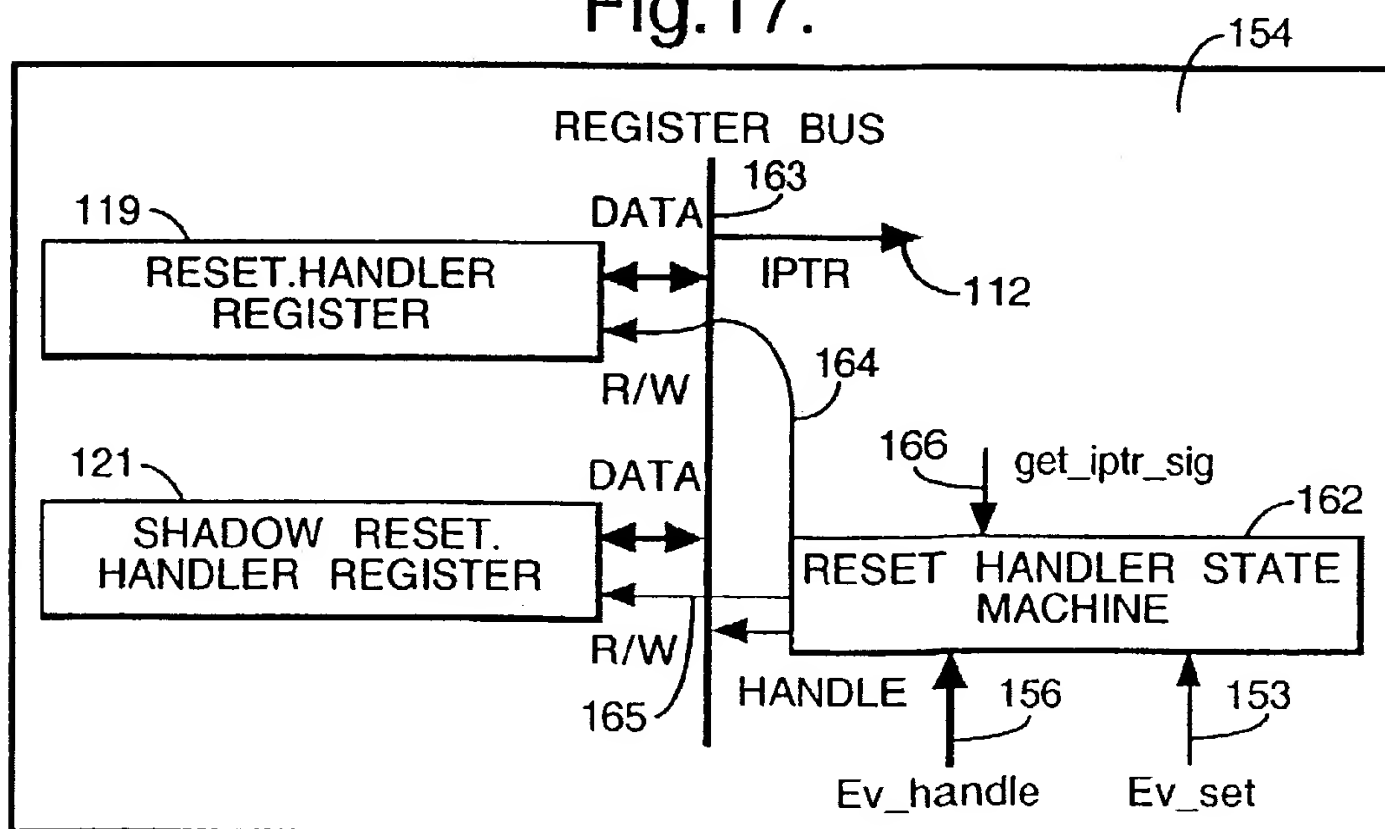 Fig.17.
154
REGISTER BUS
163
119
DATA
RESET.HANDLER
REGISTER
IPTR
112
164
R/W
166
get_iptr_sig
121
DATA
162
SHADOW RESET.
HANDLER REGISTER
RESET HANDLER STATE
MACHINE
R/W
HANDLE
165
156
153
Ev_handle
Ev_set